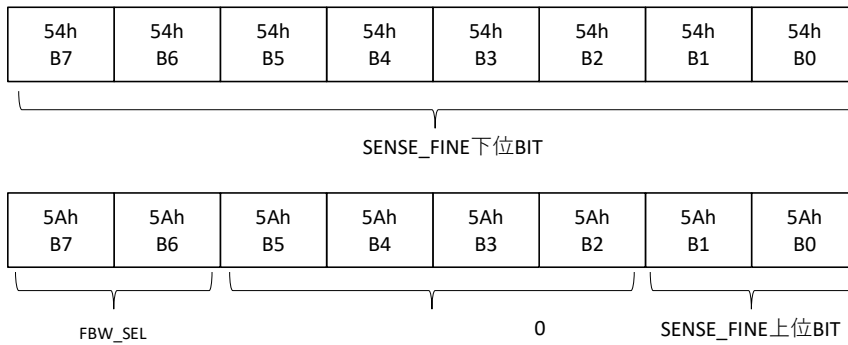 54h 54h 54h 54h 54h 54h 54h 54h
B7 B6 B5 B4 B3 B2 B1 B0
SENSE_FINE下位BIT
5Ah 5Ah 5Ah 5Ah 5Ah 5Ah 5Ah 5Ah
B7 B6 B5 B4 B3 B2 B1 B0
FBW_SEL 0 SENSE_FINE上位BIT